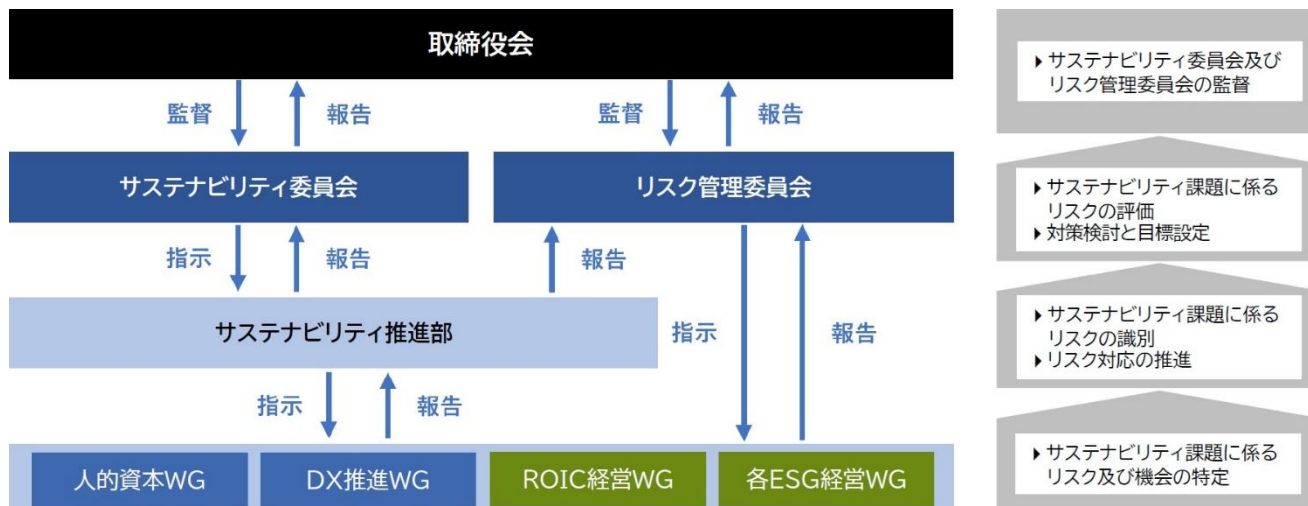 取締役会
監督
報告
監督
報告
サステナビリティ委員会
リスク管理委員会
指示
報告
報告
サステナビリティ推進部
指示
報告
指示
報告
人的資本WG
DX推進WG
ROIC経営WG
各ESG経営WG
▶サステナビリティ委員会及び
リスク管理委員会の監督
▶サステナビリティ課題に係る
リスクの評価
▶対策検討と目標設定
▶サステナビリティ課題に係る
リスクの識別
▶リスク対応の推進
▶サステナビリティ課題に係る
リスク及び機会の特定